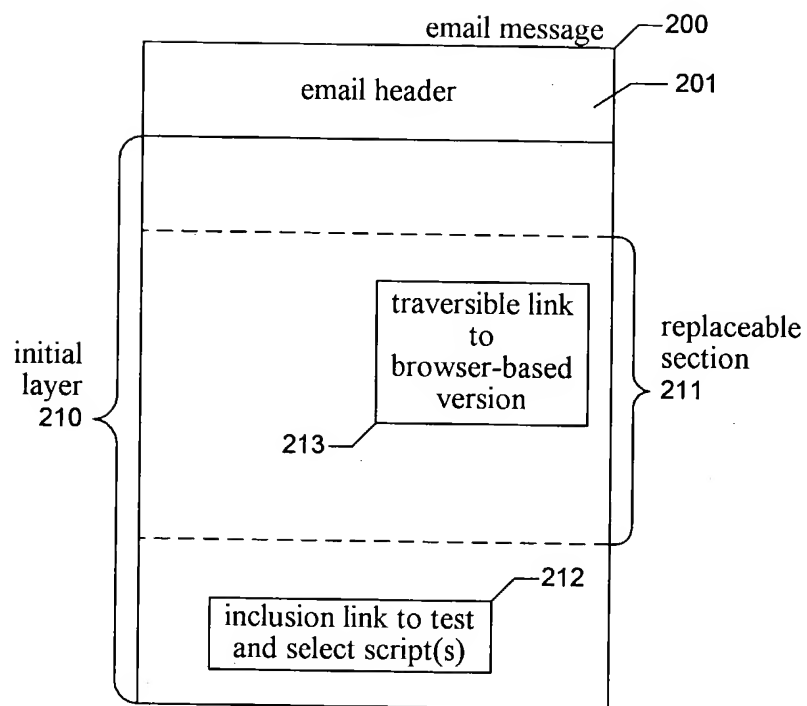 email message
200
email header
201
traversible link
to
browser-based
version
213
initial
layer
210
replaceable
section
211
212
inclusion link to test
and select script(s)